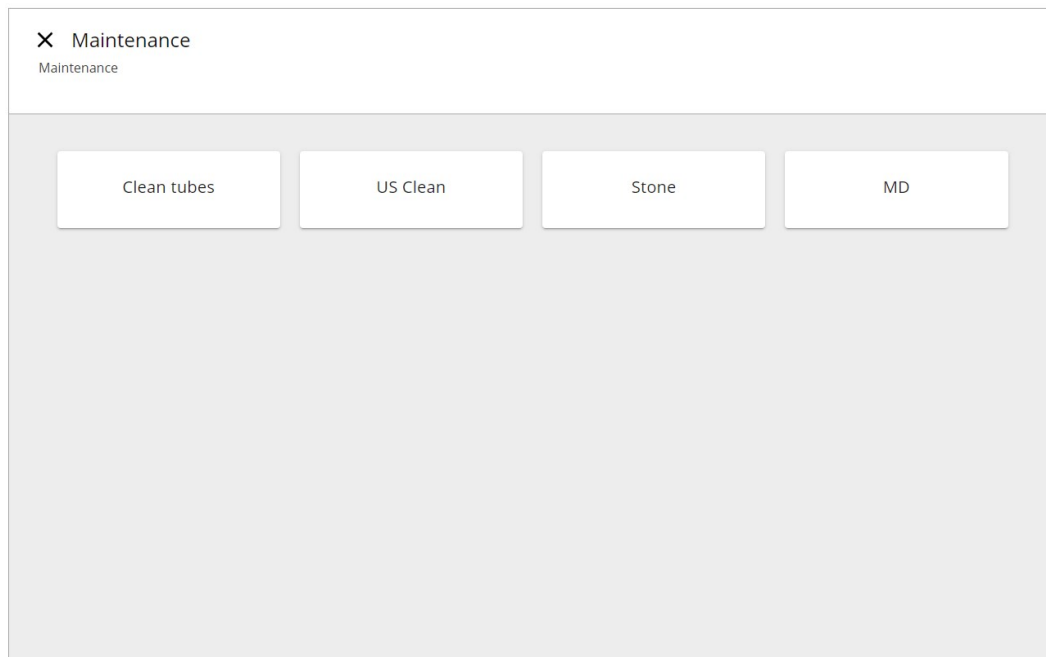 Maintenance
Maintenance
Clean tubes
US Clean
Stone
MD